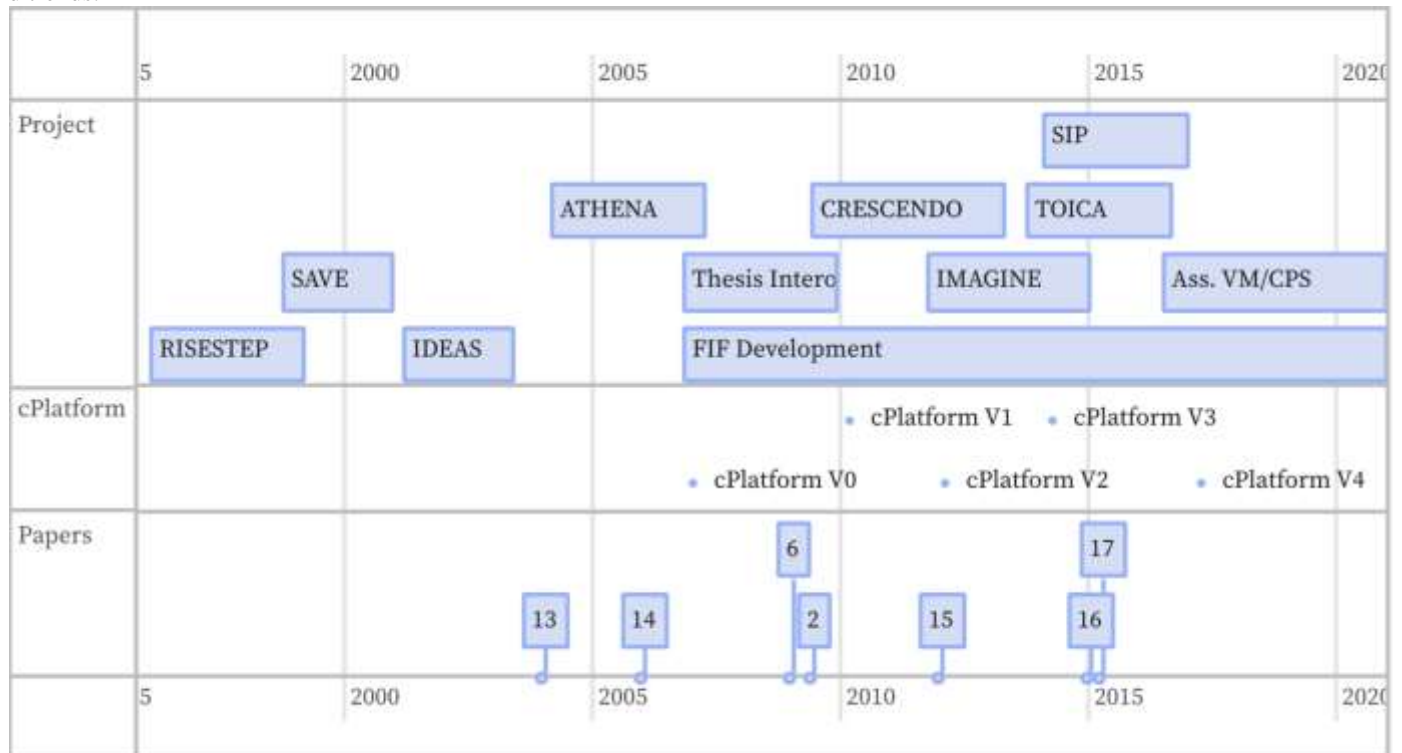 5 2000 2005 2010 2015 2020
Project
SIP
ATHENA CRESCENDO TOICA
SAVE Thesis Intero IMAGINE Ass. VM/CPS
RISESTEP IDEAS FIF Development
cPlatform
cPlatform V1 cPlatform V3
cPlatform V0 cPlatform V2 cPlatform V4
Papers
6 17
13 14 2 15 16
5 2000 2005 2010 2015 2020